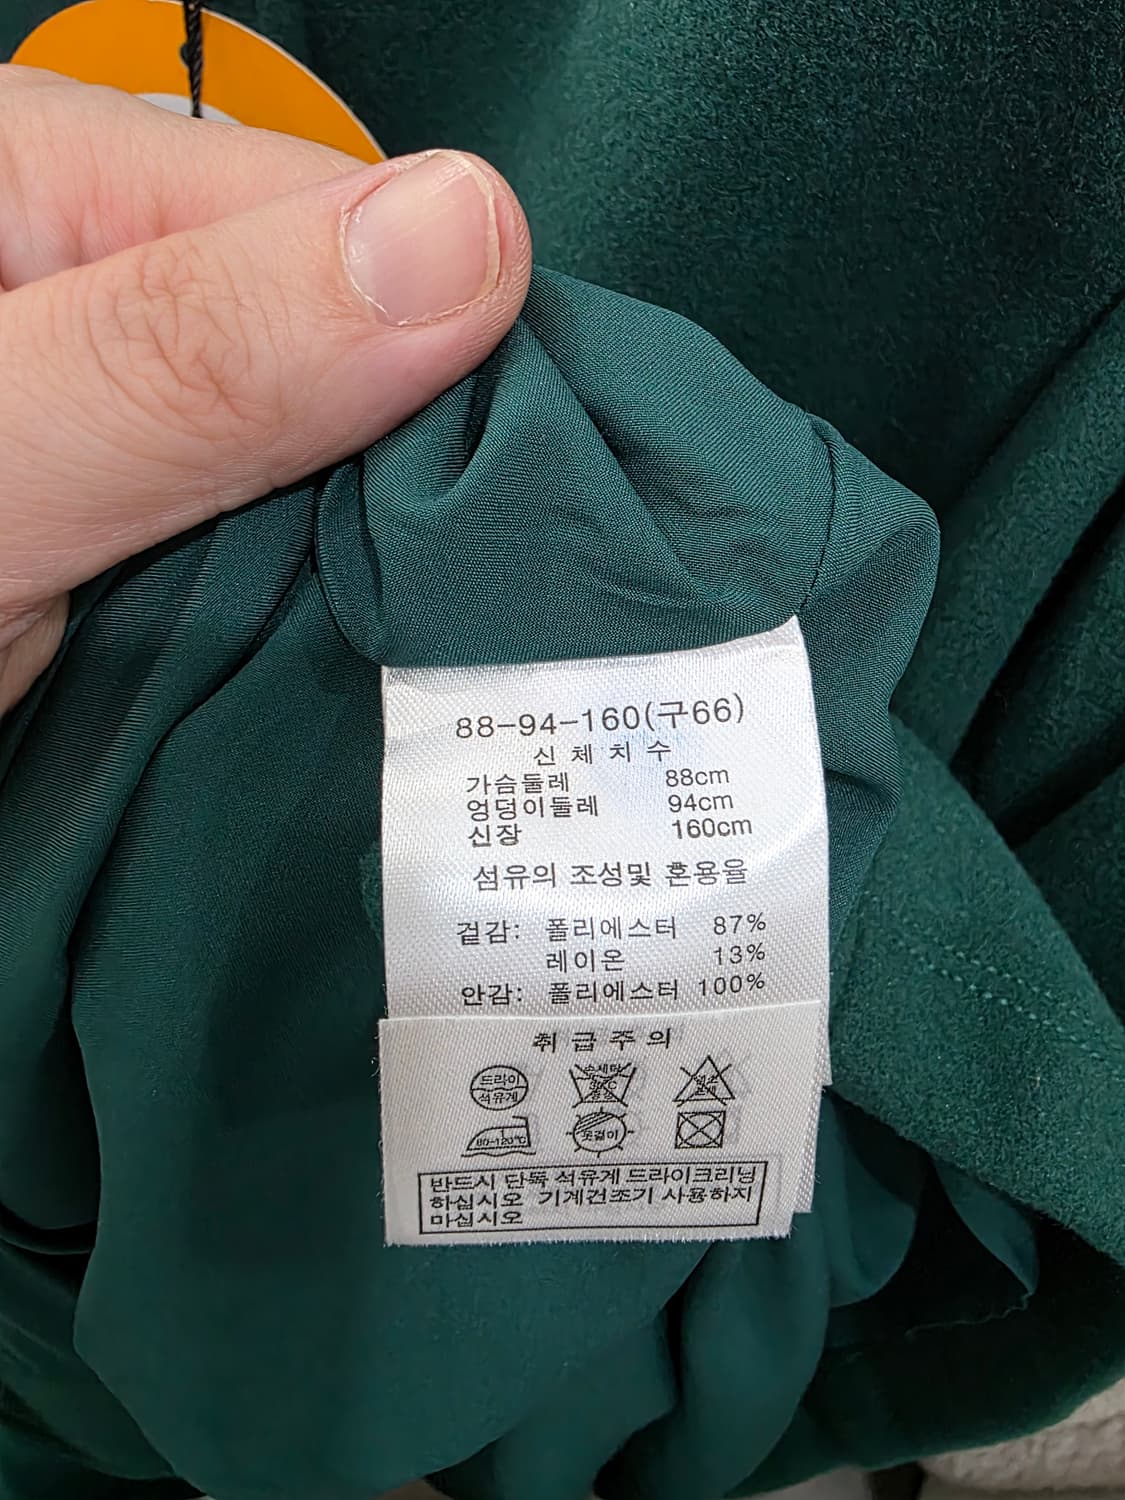 88-94-160(구66)
신 체 치 수
가슴둘레 88cm
엉덩이둘레 94cm
신장 160cm
섬유의 조성및 혼용율
겉감: 폴리에스터 87%
레이온 13%
안감: 폴리에스터 100%
취 급 주 의
드라이
석유계
옷걸이
80-120℃
반드시 단독 석유계 드라이크리닝
하십시오 기계건조기 사용하지
마십시오